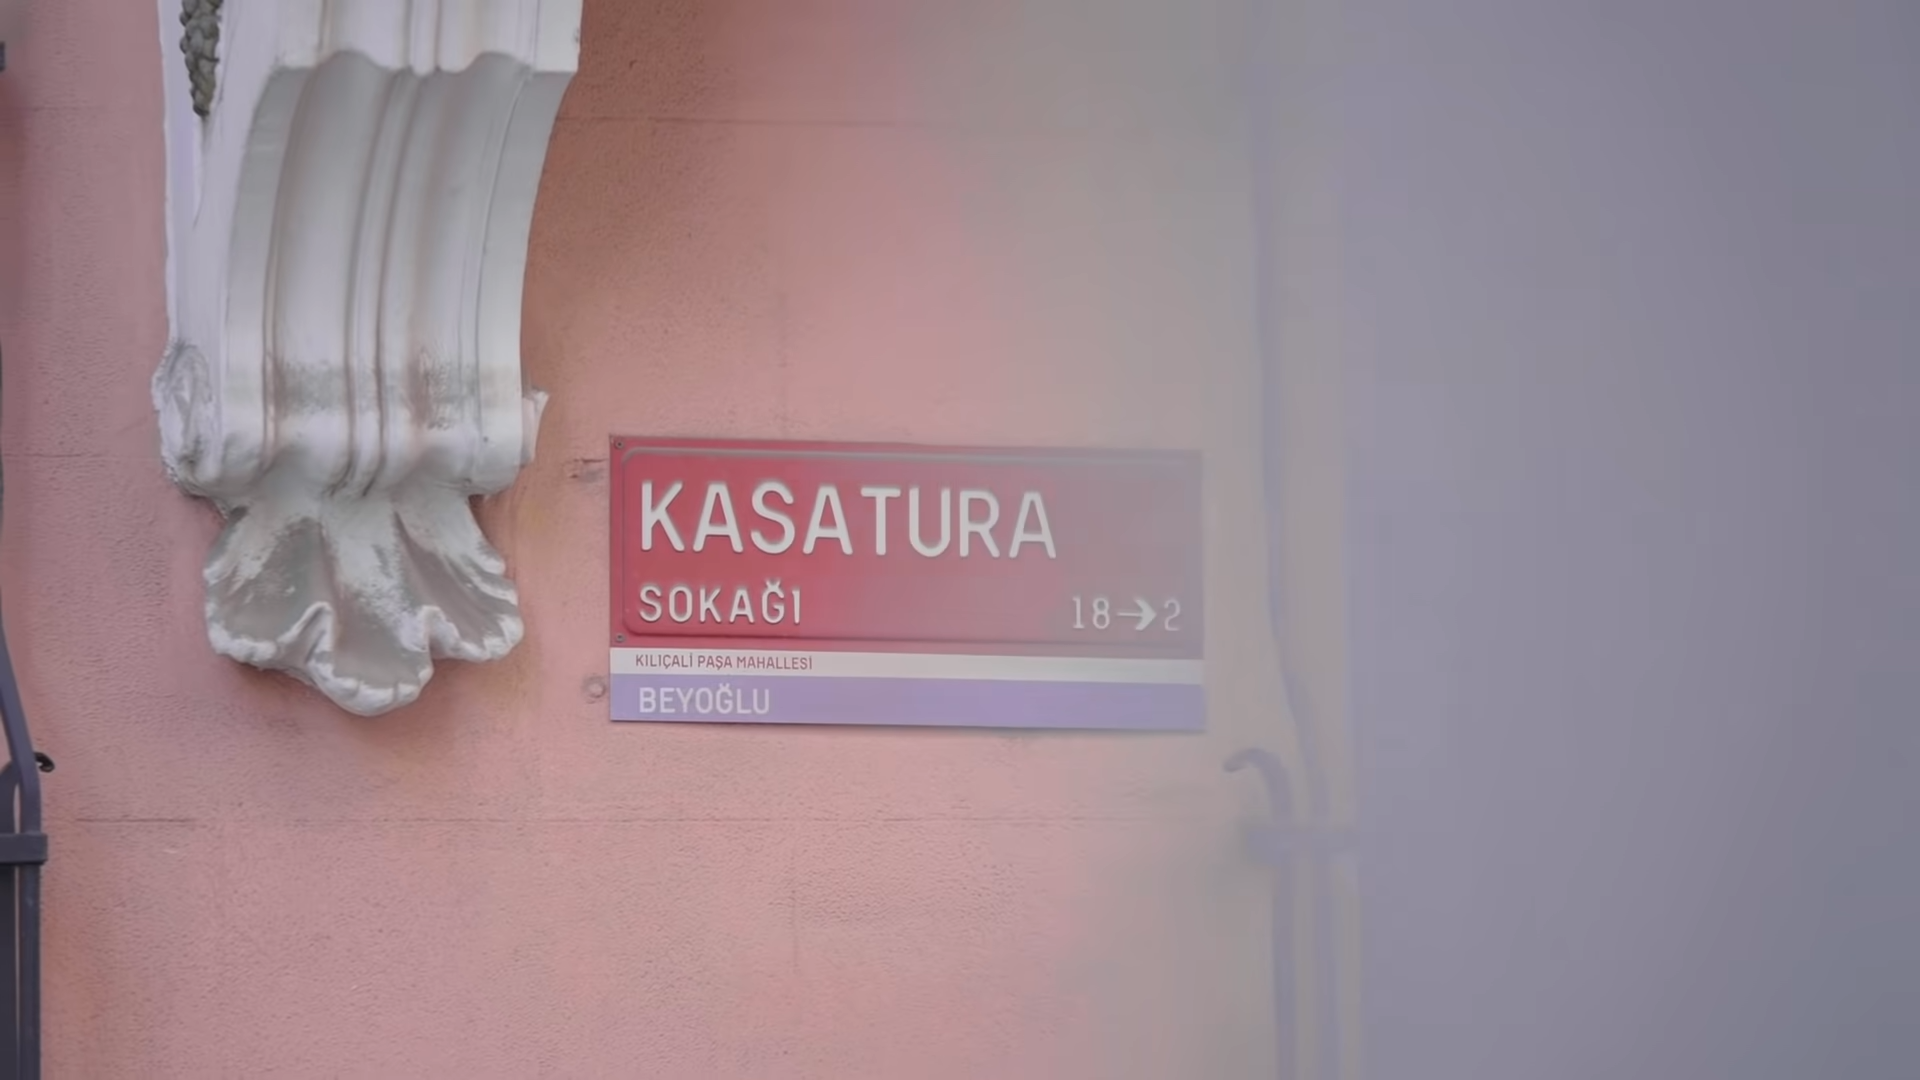 KASATURA
SOKAĞI
18→2
KILIÇALİ PAŞA MAHALLESİ
BEYOĞLU